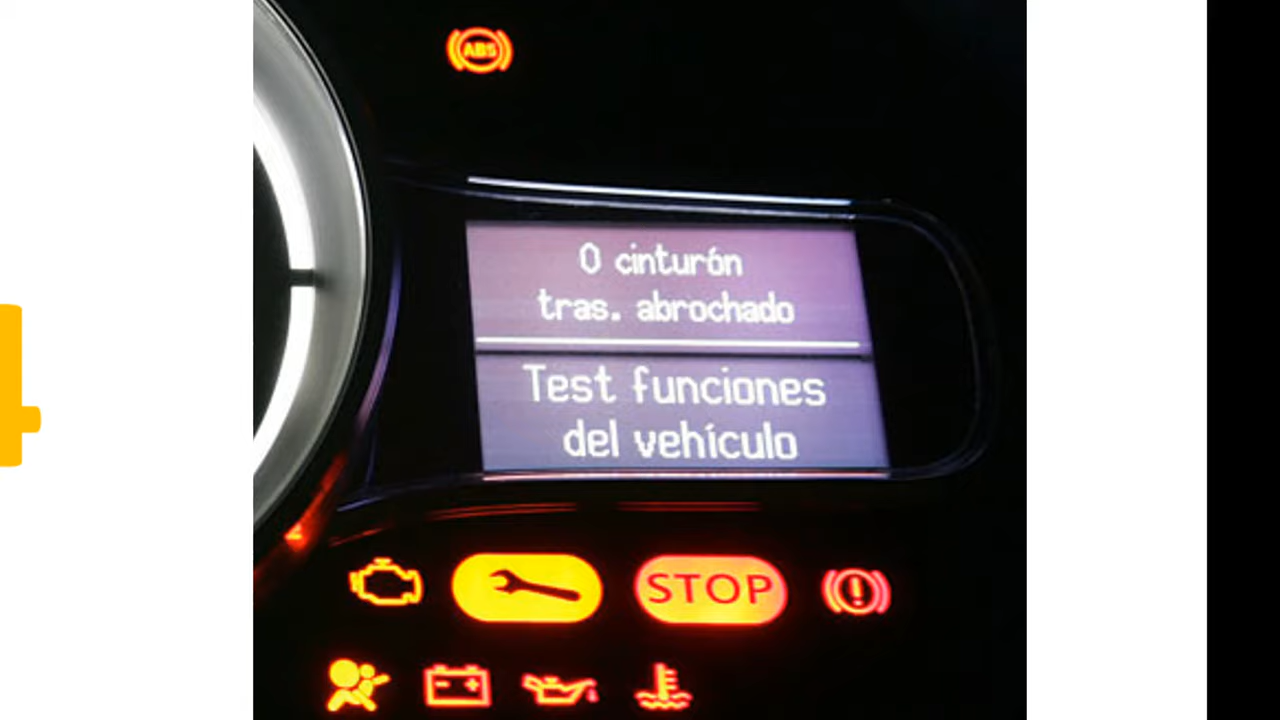 ABS
0 cinturón
tras. abrochado
Test funciones
del vehículo
STOP